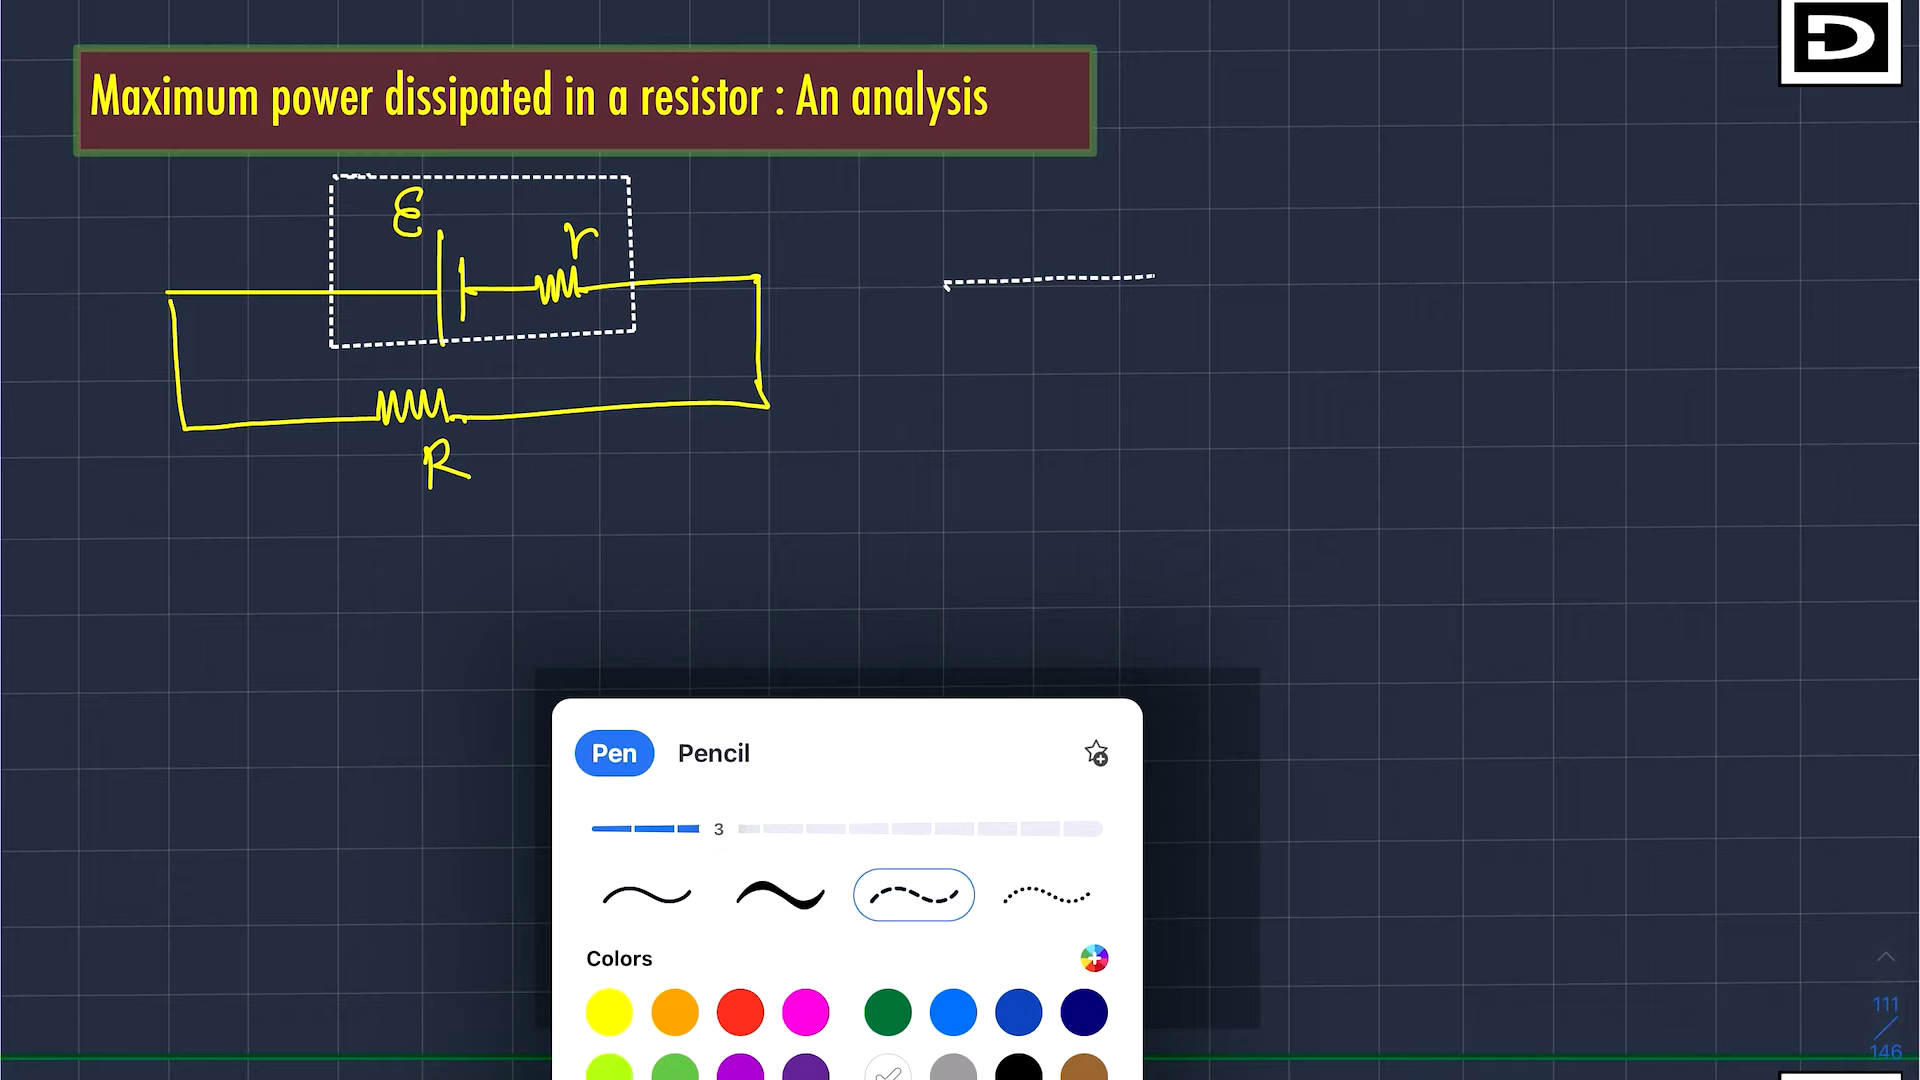 D
Maximum power dissipated in a resistor : An analysis
ε
r
R
Pen Pencil
3
Colors
111
146